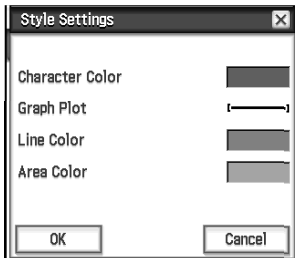 Style Settings
Character Color
Graph Plot
Line Color
Area Color
OK Cancel